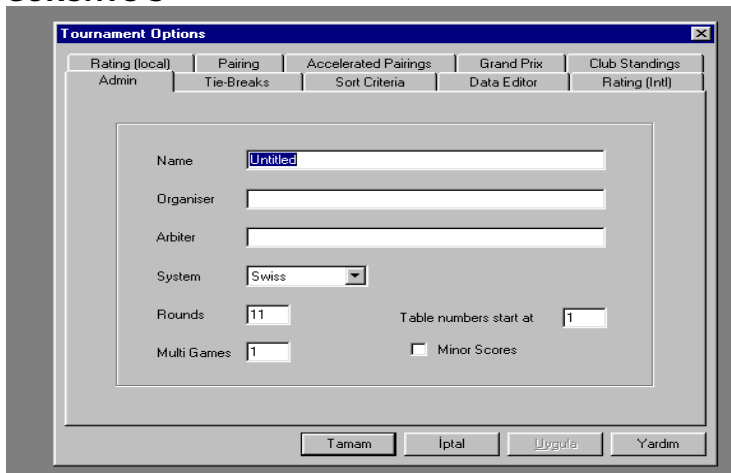 Tournament Options
Rating (local) Pairing Accelerated Pairings Grand Prix Club Standings
Admin Tie-Breaks Sort Criteria Data Editor Rating (Intl)
Name Untitled
Organiser
Arbiter
System Swiss
Rounds 11 Table numbers start at 1
Multi Games 1 Minor Scores
Tamam İptal Uygula Yardım